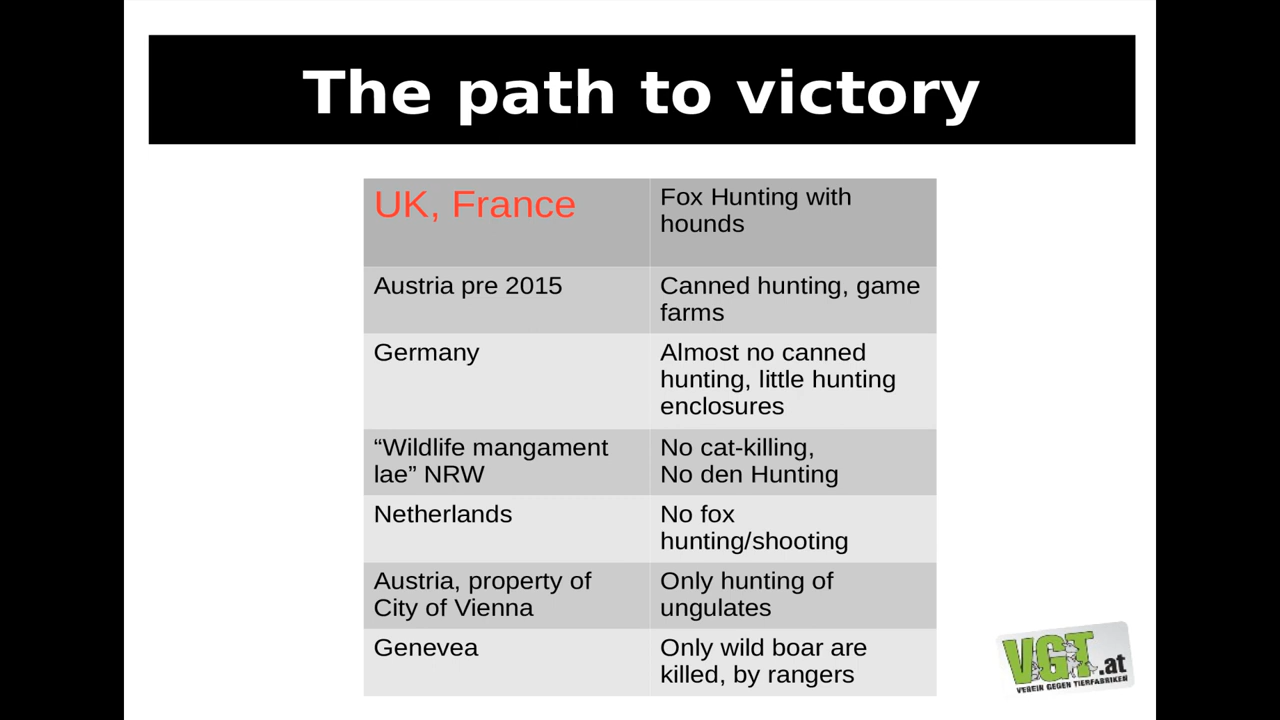 The path to victory
UK, France
Fox Hunting with
hounds
Austria pre 2015
Canned hunting, game
farms
Germany
Almost no canned
hunting, little hunting
enclosures
“Wildlife mangament
lae” NRW
No cat-killing,
No den Hunting
Netherlands
No fox
hunting/shooting
Austria, property of
City of Vienna
Only hunting of
ungulates
Genevea
Only wild boar are
killed, by rangers
VGT.at
VEREIN GEGEN TIERFABRIKEN